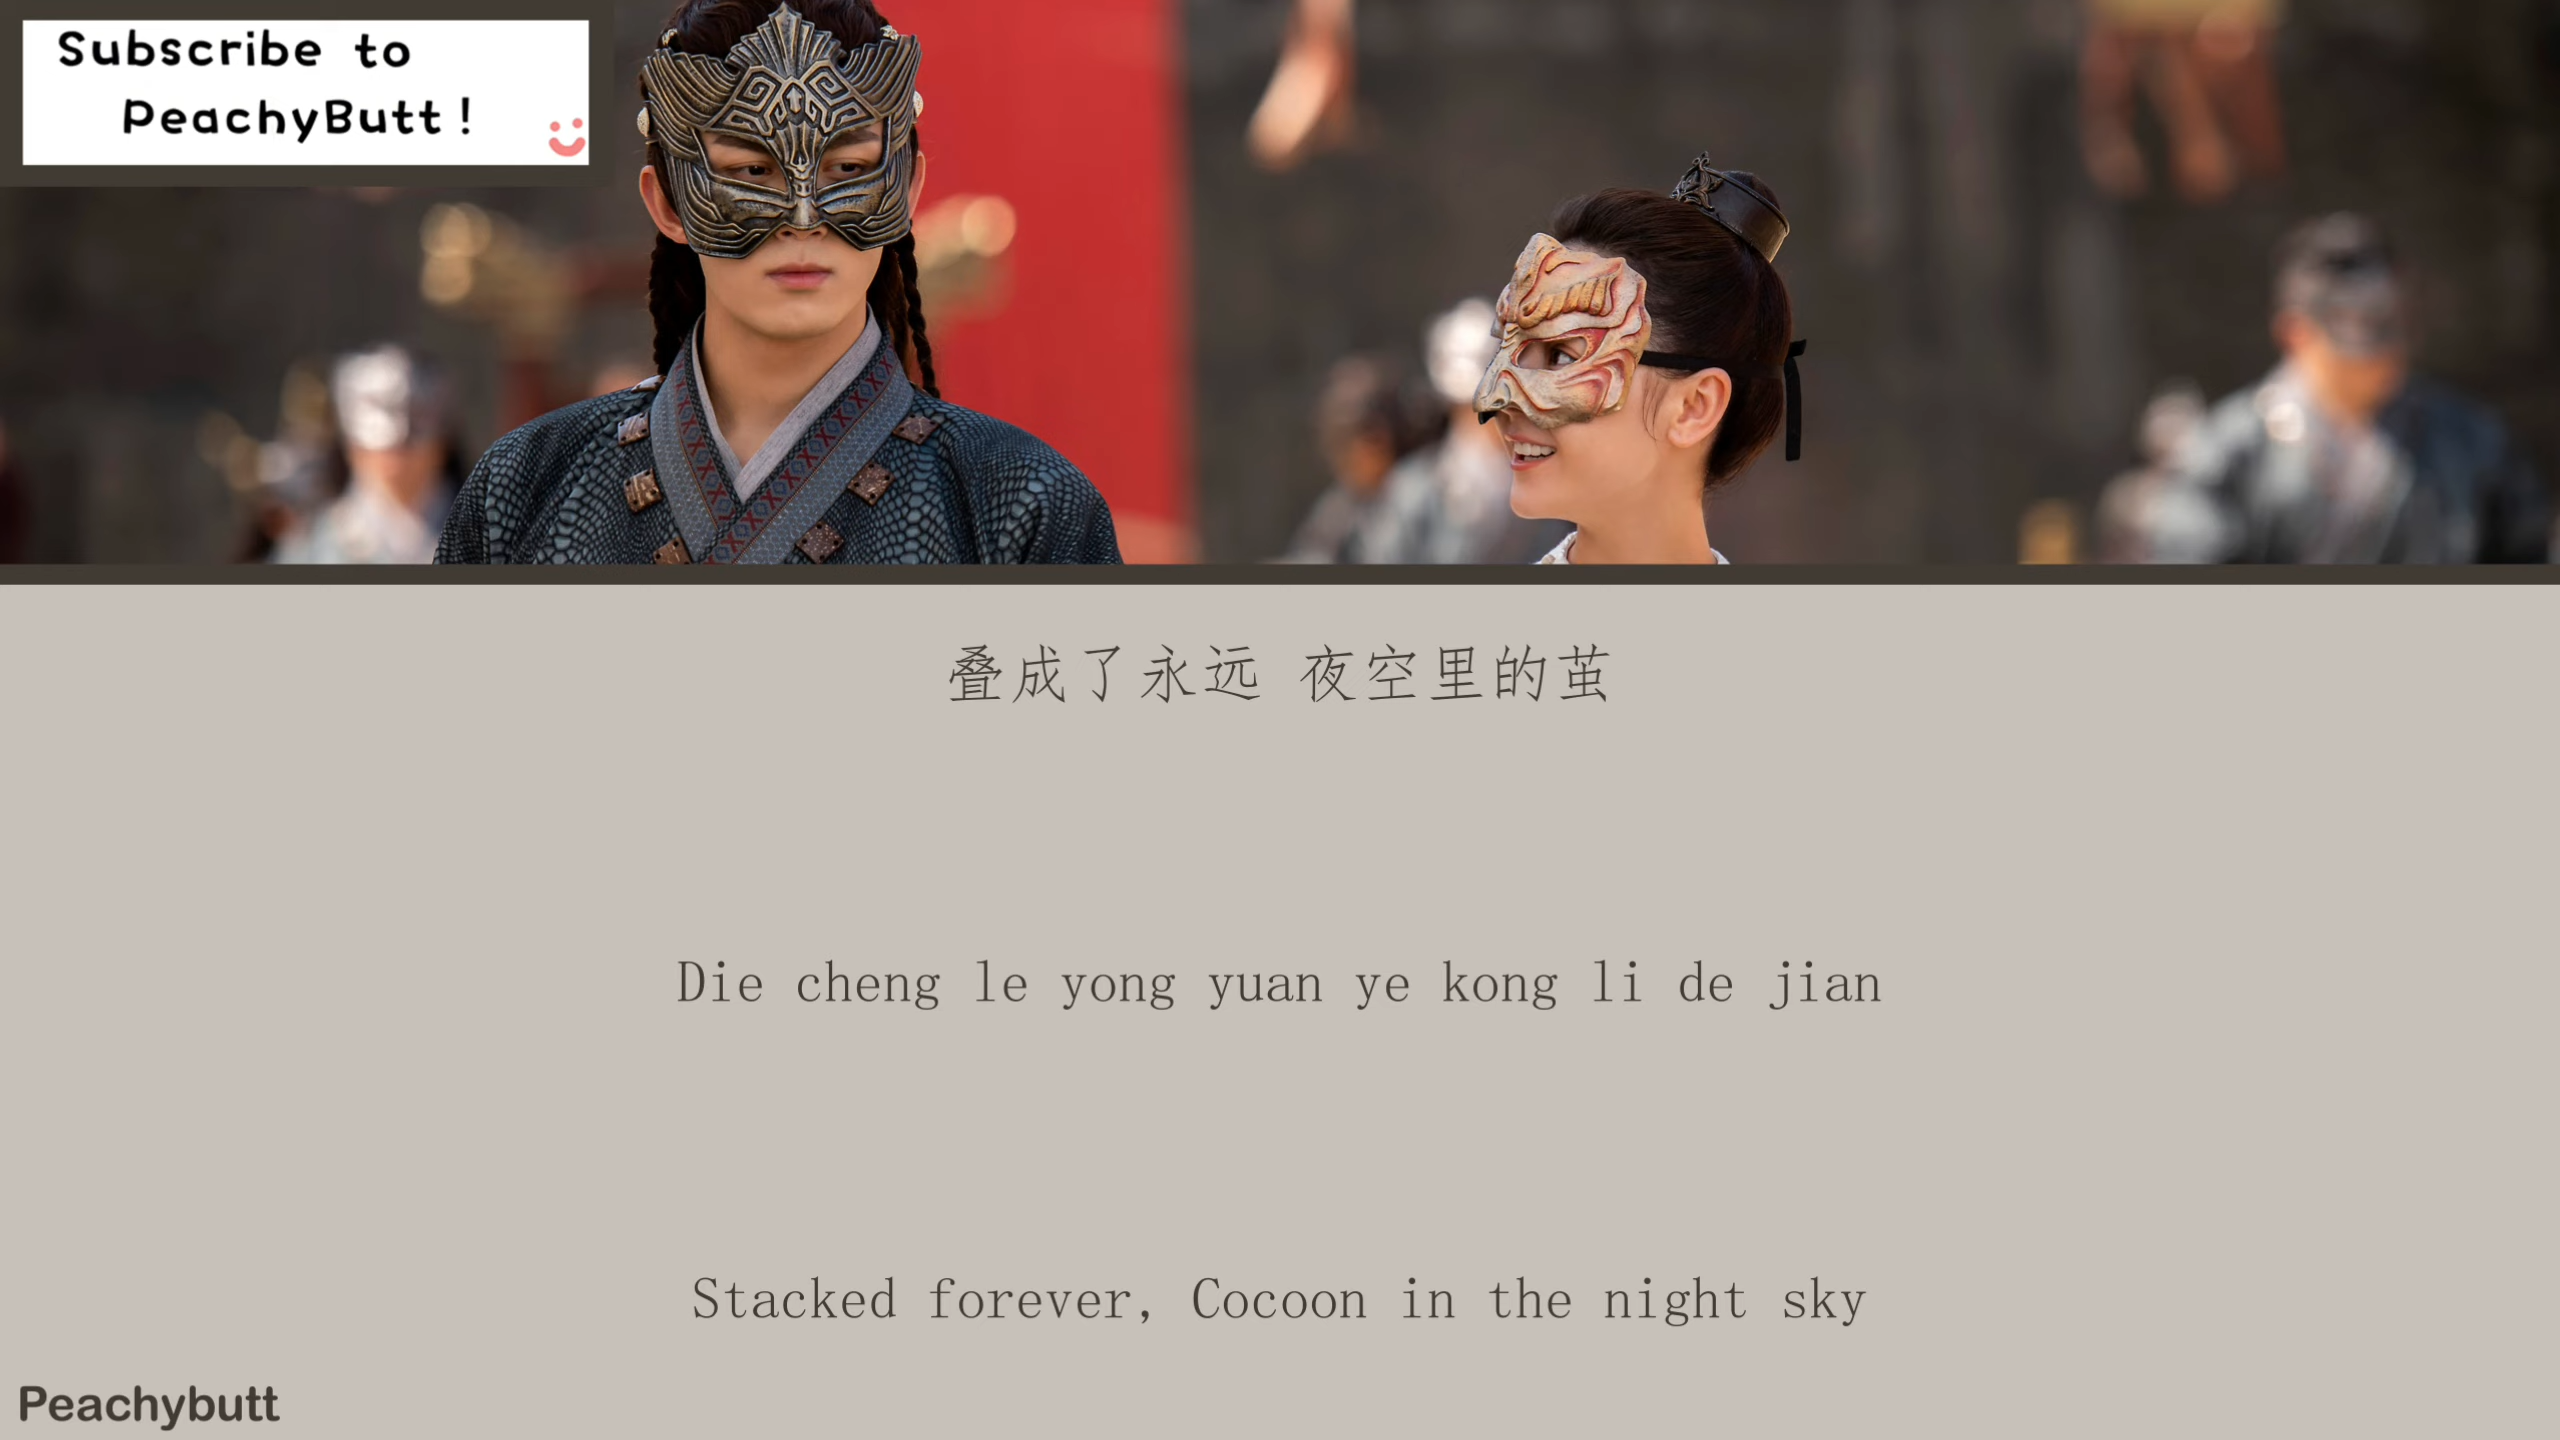 Subscribe to
PeachyButt!
叠成了永远 夜空里的茧
Die cheng le yong yuan ye kong li de jian
Stacked forever, Cocoon in the night sky
Peachybutt